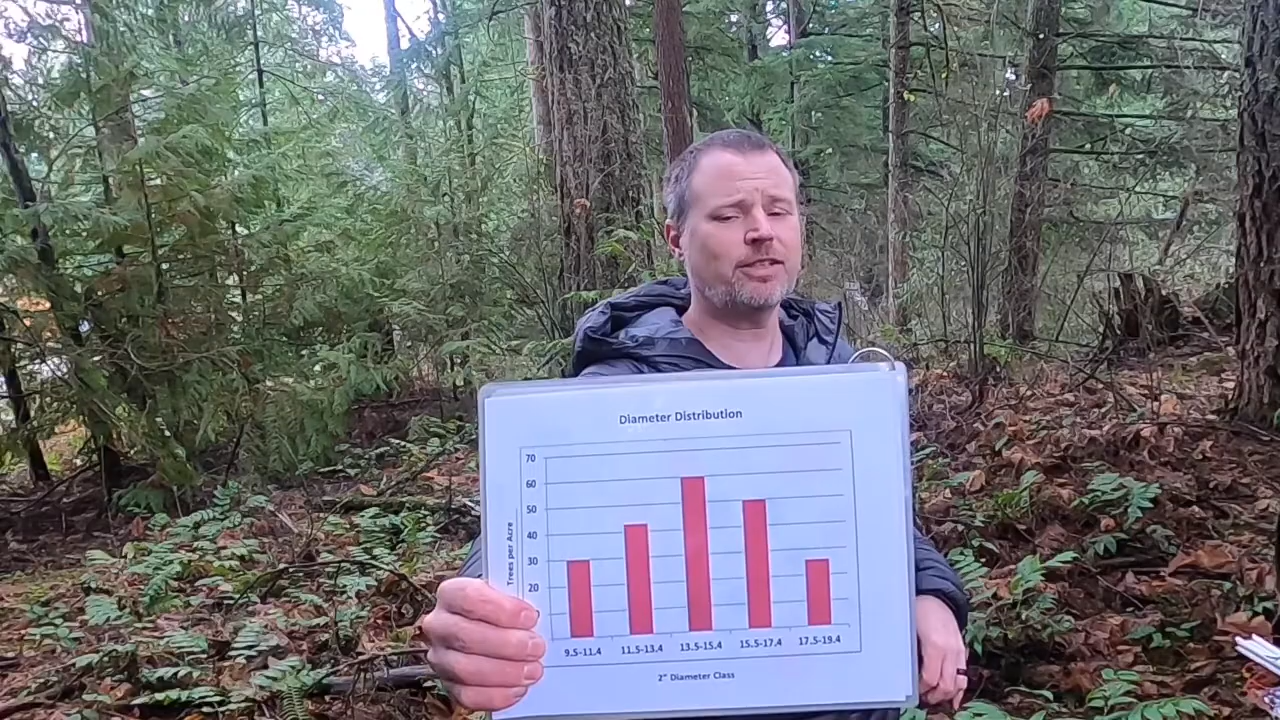 Diameter Distribution
70
60
50
40
30
20
Trees per Acre
9.5-11.4 11.5-13.4 13.5-15.4 15.5-17.4 17.5-19.4
2" Diameter Class